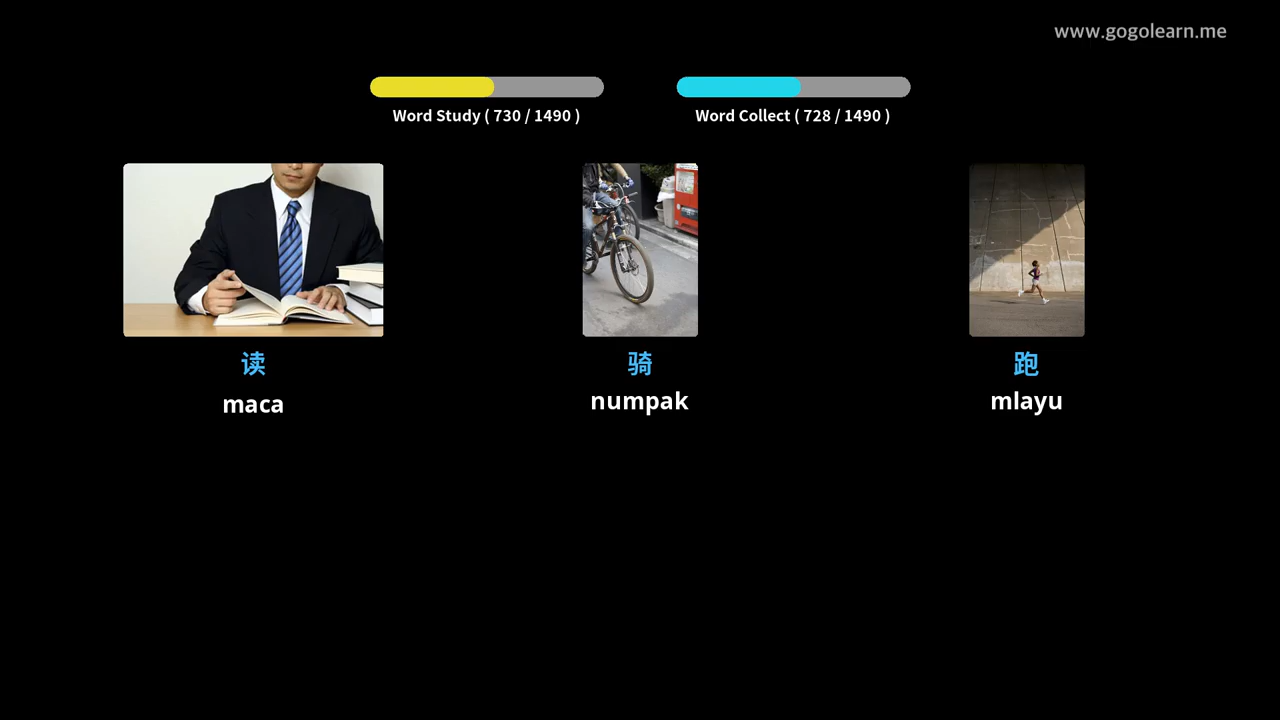 www.gogolearn.me
Word Study ( 730 / 1490 )
Word Collect ( 728 / 1490 )
读
骑
跑
maca
numpak
mlayu